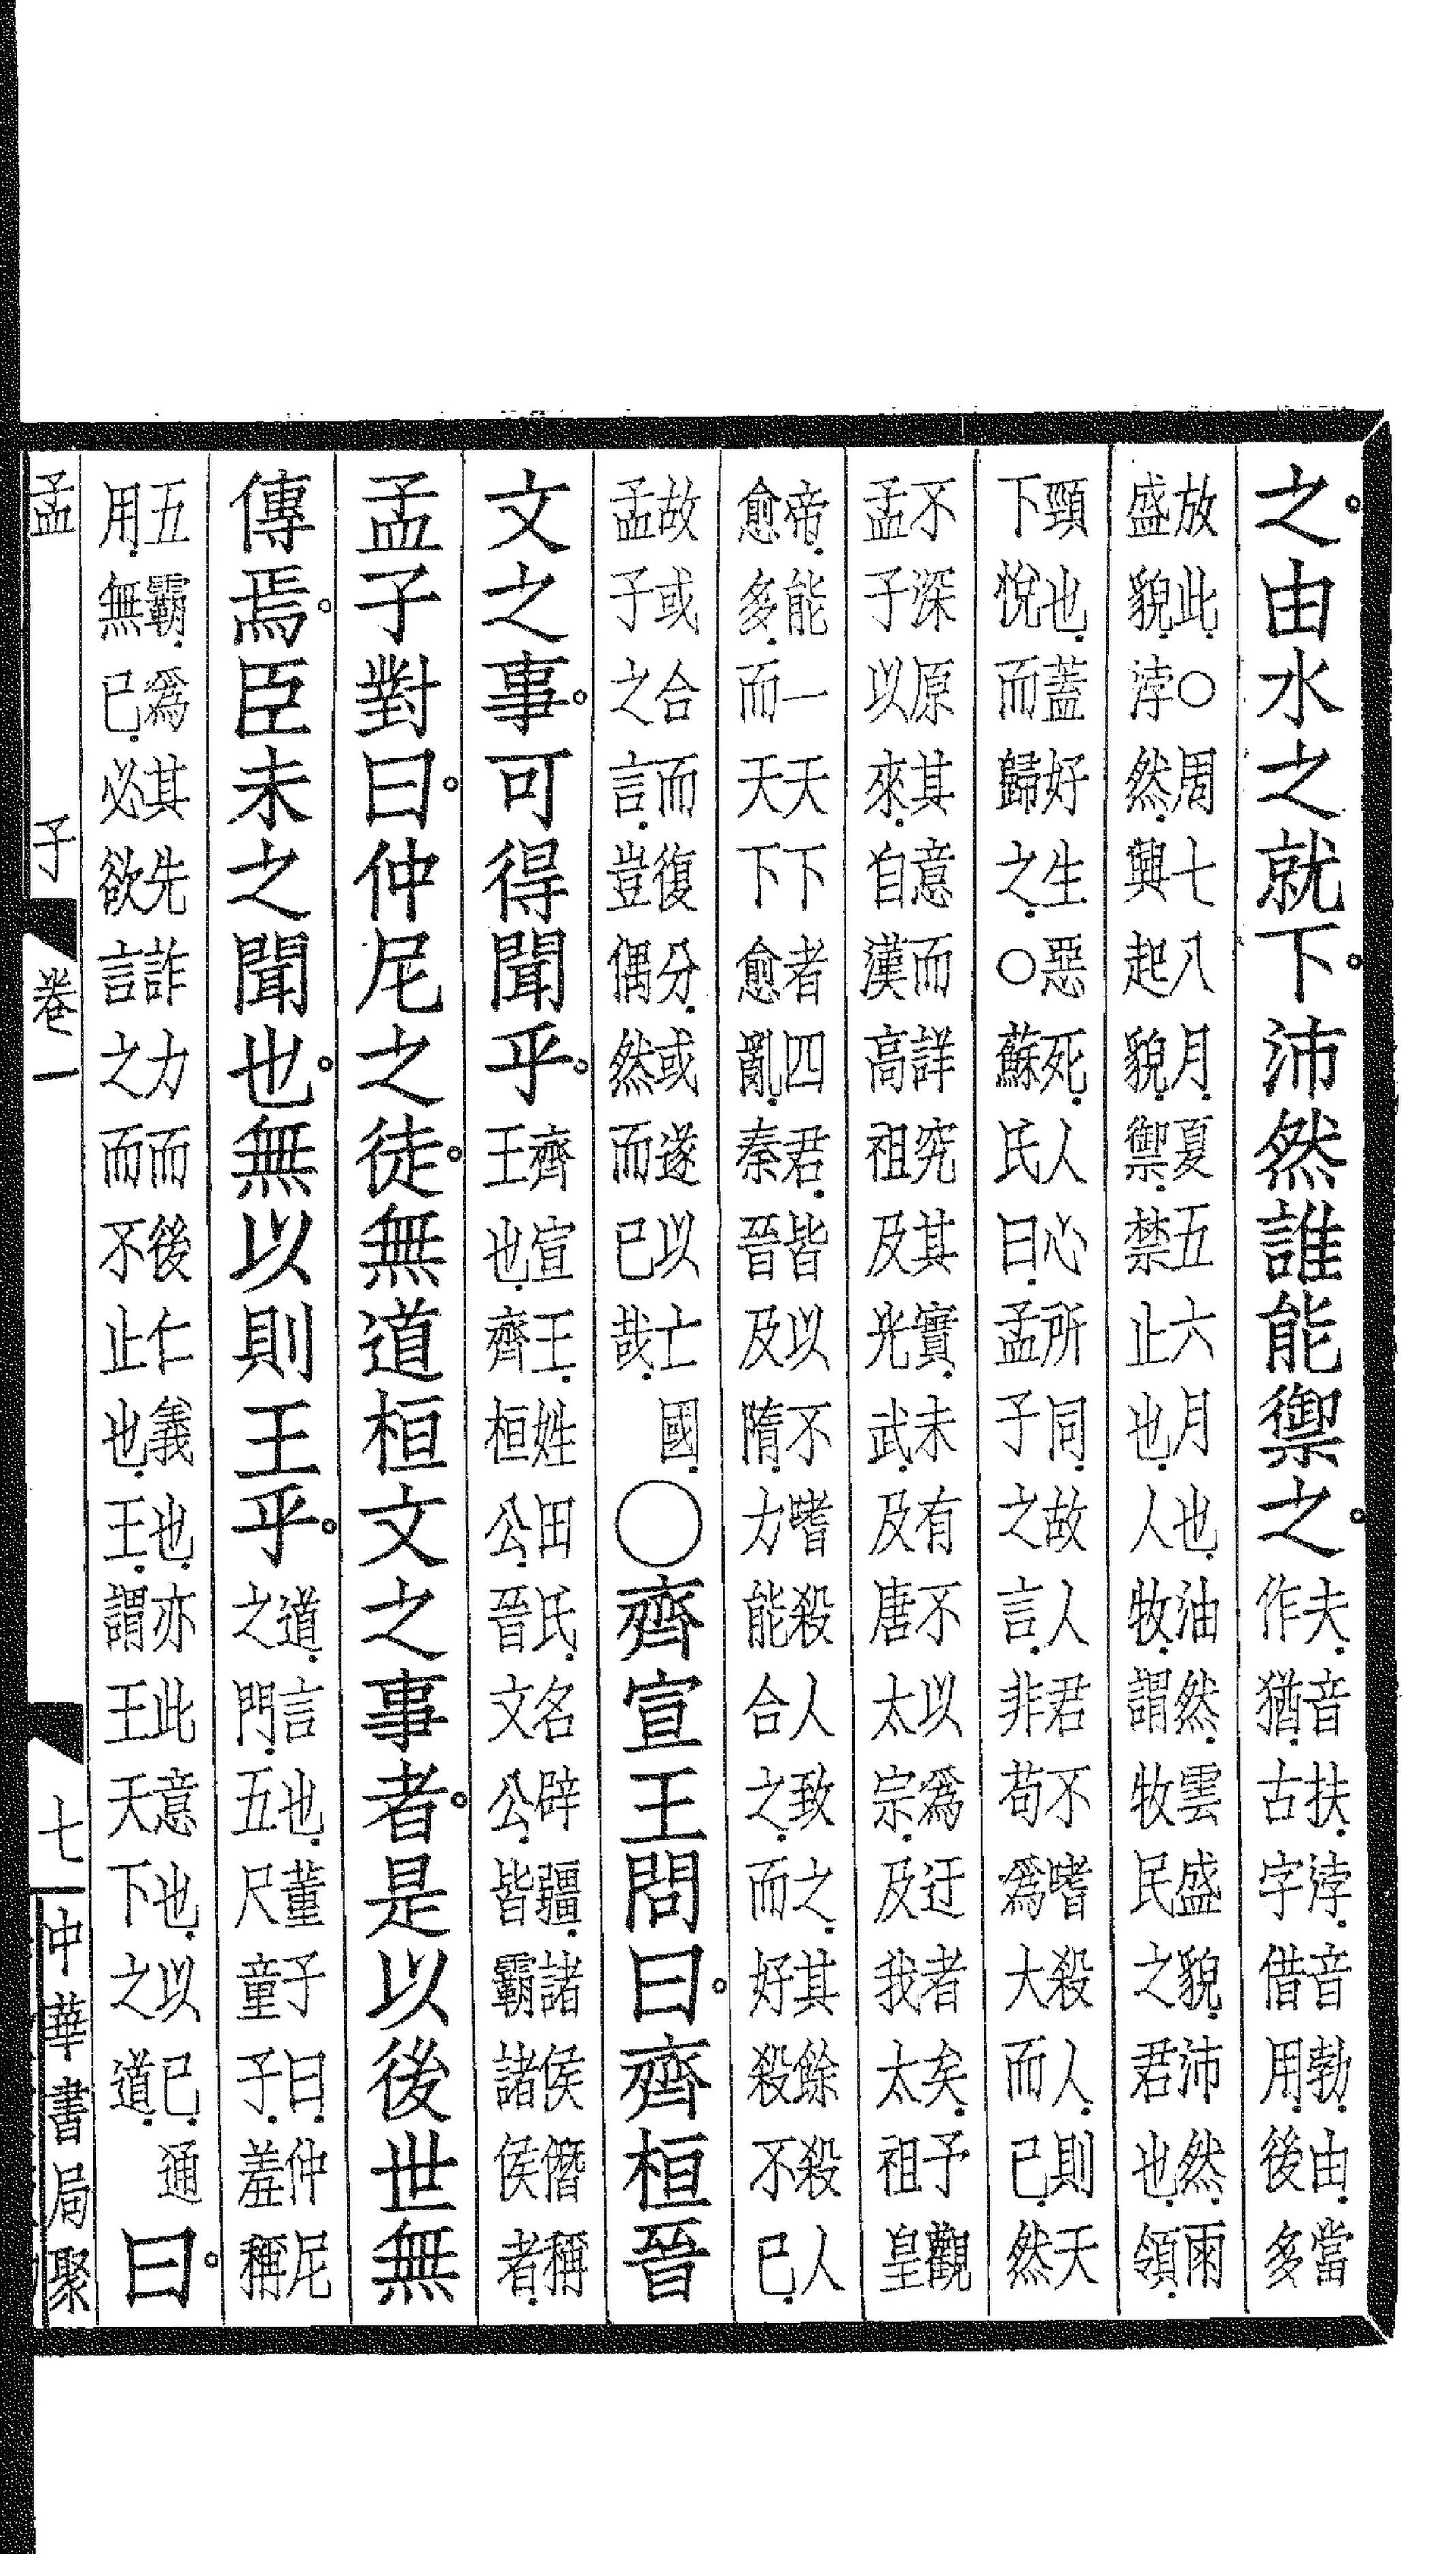 之。由水之就下。沛然誰能禦之。夫．音扶．浡．音勃．由．當
作猶．古字借用．後多
放此．○周七八月．夏五六月也．油然．雲盛貌．沛然．雨
盛貌．浡然．興起貌．禦．禁止也．人牧．謂牧民之君也．領．
頸也．蓋好生惡死．人心所同．故人君不嗜殺人．則天
下悅而歸之．○蘇氏曰．孟子之言．非苟爲大而已．然
不深原其意而詳究其實．未有不以爲迂者矣．予觀
孟子以來．自漢高祖及光武．及唐太宗．及我太祖皇
帝．能一天下者四君．皆以不嗜殺人致之．其餘殺人
愈多．而天下愈亂．秦晉及隋．力能合之．而好殺不已．
故或合而復分．或遂以亡國．
孟子之言．豈偶然而已哉．
○齊宣王問曰。齊桓晉
文之事。可得聞乎。齊宣王．姓田氏．名辟疆．諸侯僭稱
王也．齊桓公．晉文公．皆霸諸侯者．
孟子對曰。仲尼之徒。無道桓文之事者。是以後世無
傳焉。臣未之聞也。無以則王乎。道．言也．董子曰．仲尼
之門．五尺童子．羞稱
五霸．爲其先詐力而後仁義也．亦此意也．以已．通
用．無已．必欲言之而不止也．王．謂王天下之道．
曰。
孟子 卷一 七 中華書局聚